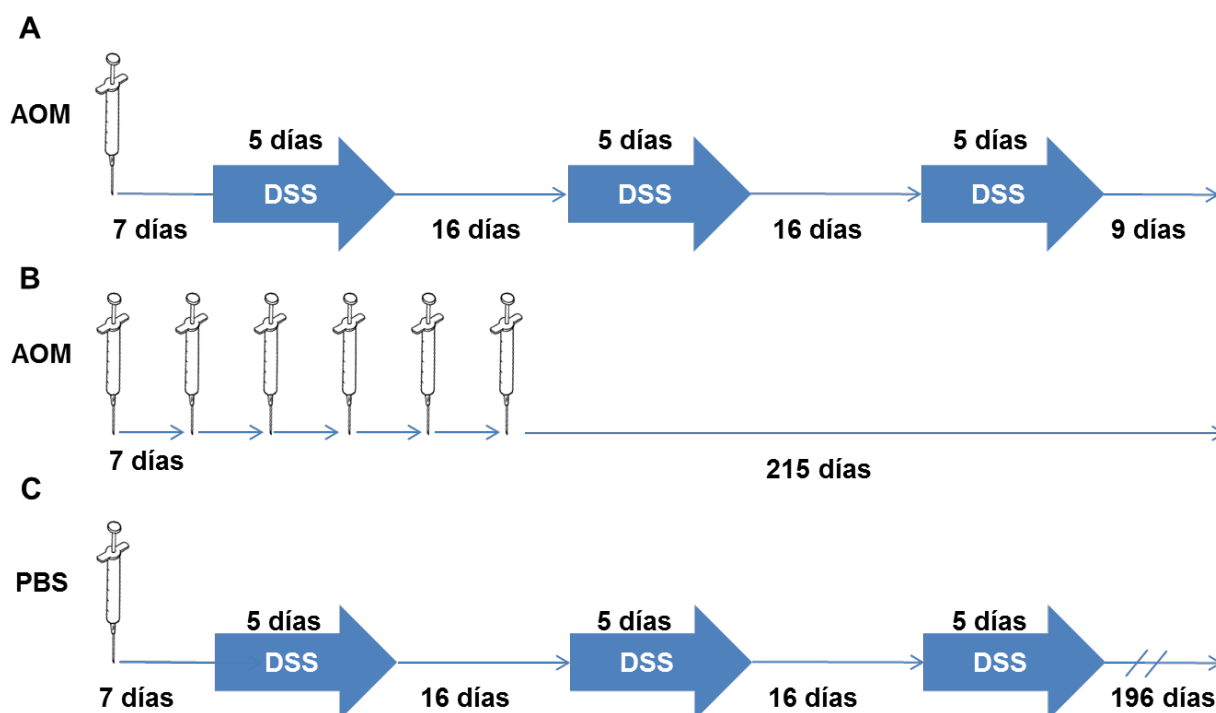 A
AOM
5 días
5 días
5 días
DSS
DSS
DSS
7 días
16 días
16 días
9 días
B
AOM
7 días
215 días
C
PBS
5 días
5 días
5 días
DSS
DSS
DSS
7 días
16 días
16 días
196 días